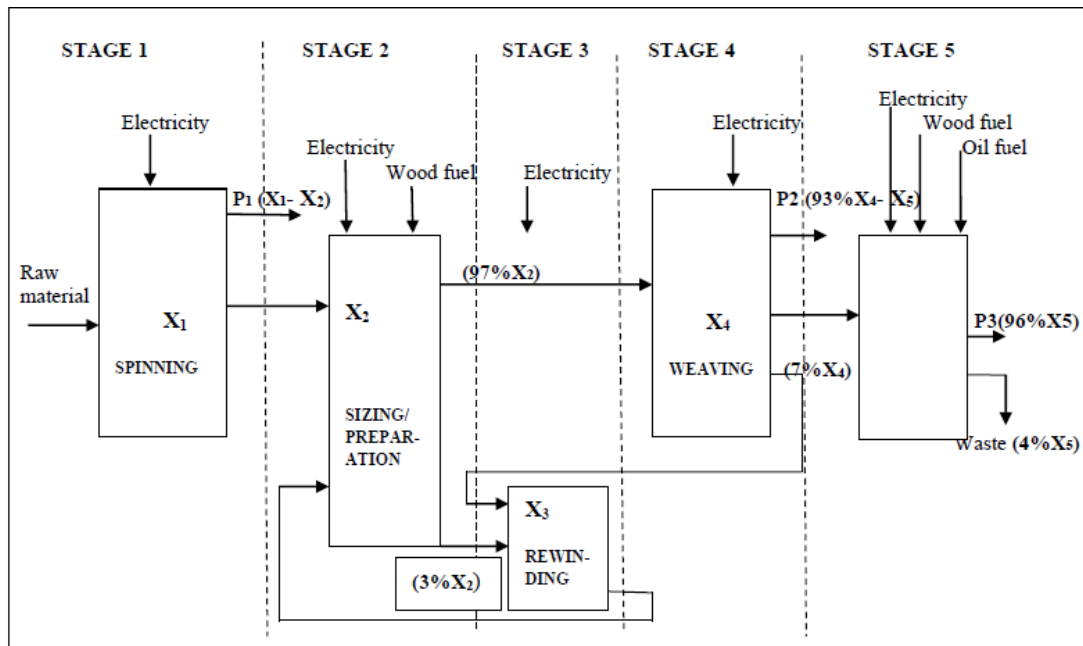 STAGE 1
STAGE 2
STAGE 3
STAGE 4
STAGE 5
Electricity
Raw
material
X₁
SPINNING
P₁ (X₁- X₂)
Electricity
Wood fuel
X₂
SIZING/
PREPAR-
ATION
(97%X₂)
(3%X₂)
Electricity
X₃
REWIN-
DING
Electricity
X₄
WEAVING
P2 (93%X₄- X₅)
(7%X₄)
Electricity
Wood fuel
Oil fuel
P3(96%X5)
Waste (4%X₅)